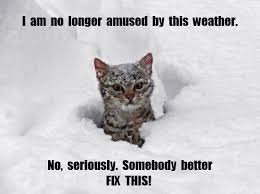 I am no longer amused by this weather.
No, seriously. Somebody better
FIX THIS!